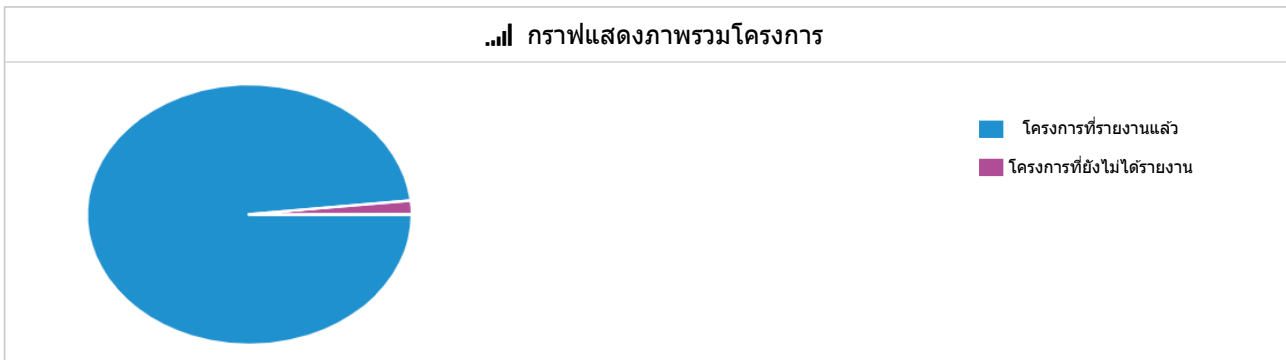 กราฟแสดงภาพรวมโครงการ
โครงการที่รายงานแล้ว
โครงการที่ยังไม่ได้รายงาน